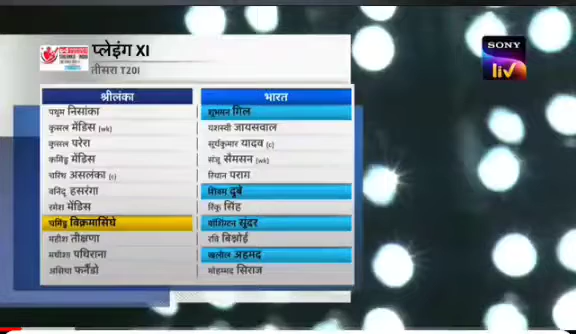 प्लेइंग XI
तीसरा T20I
SONY
liv
श्रीलंका
भारत
पथुम निसांका
शुभमन गिल
कुसल मेंडिस (wk)
यशस्वी जायसवाल
कुसल परेरा
सूर्यकुमार यादव (c)
कमिंडु मेंडिस
संजू सैमसन (wk)
चरिथ असलंका (c)
रियान पराग
वनिंदु हसरंगा
शिवम दुबे
रमेश मेंडिस
रिंकू सिंह
चमिंडु विक्रमासिंघे
वॉशिंगटन सुंदर
महीश तीक्षणा
रवि बिश्नोई
मथीशा पथिराना
खलील अहमद
असिथा फर्नैंडो
मोहम्मद सिराज